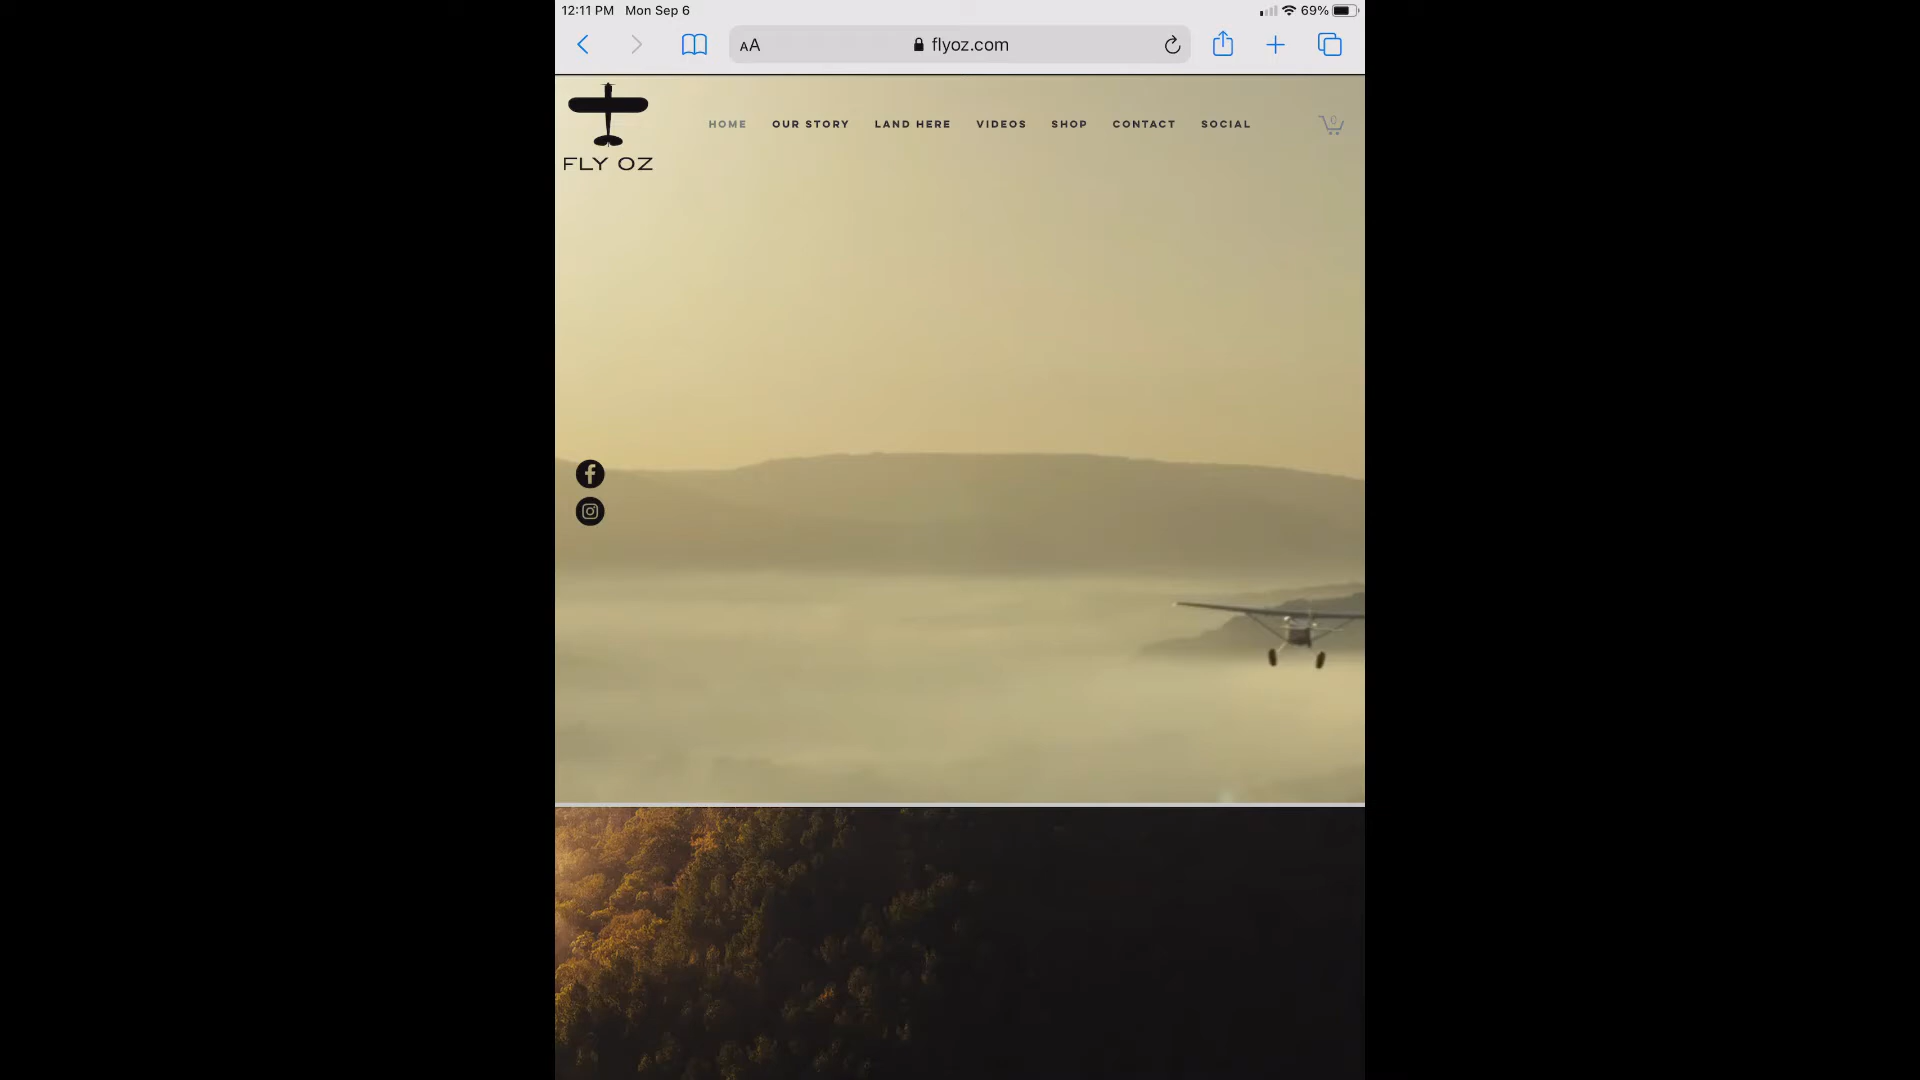 12:11 PM Mon Sep 6 69%
AA flyoz.com
HOME OUR STORY LAND HERE VIDEOS SHOP CONTACT SOCIAL 0
FLY OZ